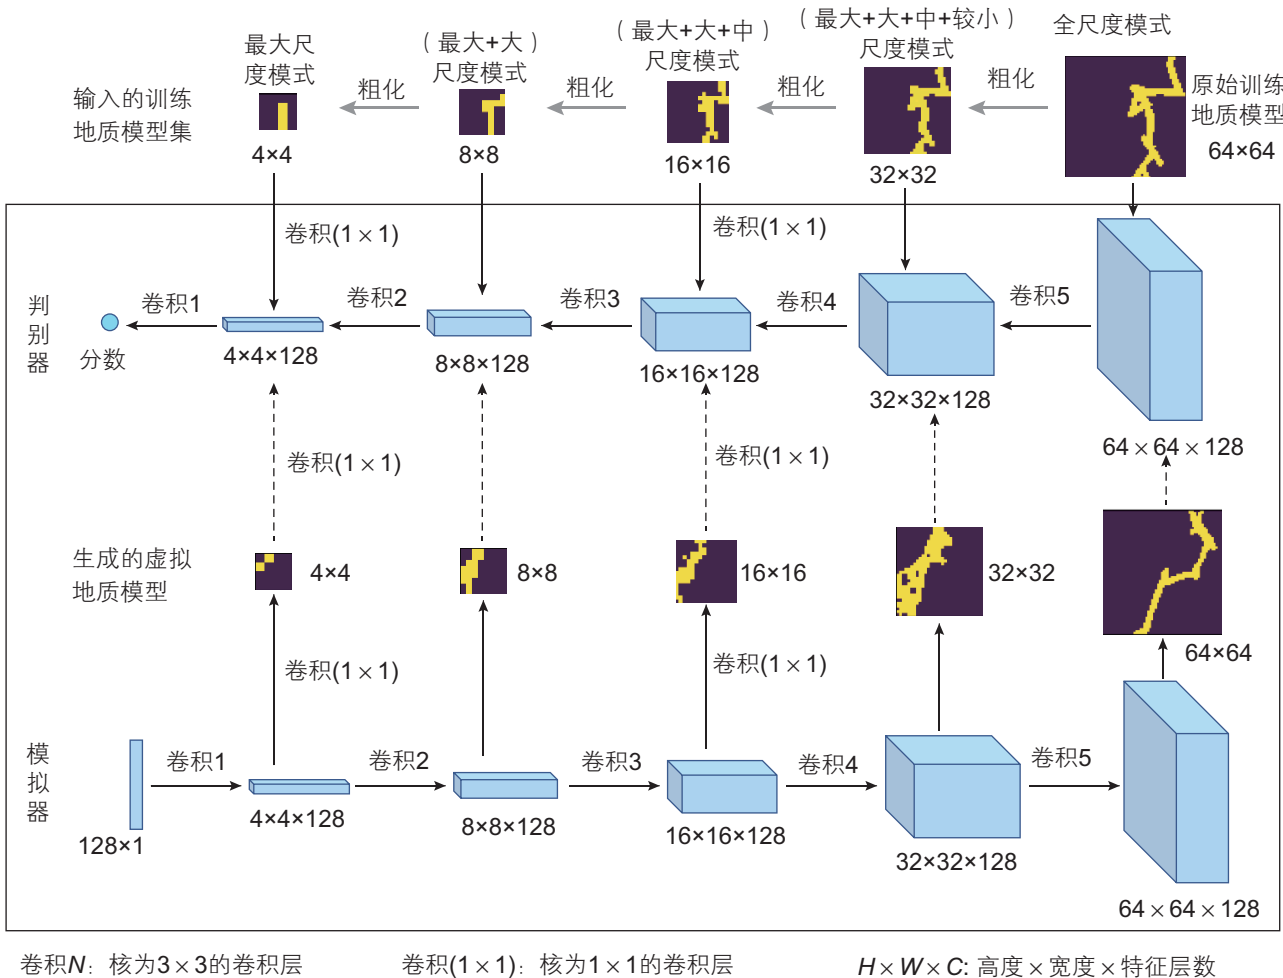 最大尺
度模式
（最大+大）
尺度模式
（最大+大+中）
尺度模式
（最大+大+中+较小）
尺度模式
全尺度模式
输入的训练
地质模型集
粗化
粗化
粗化
粗化
原始训练
地质模型
4×4
8×8
16×16
32×32
64×64
卷积(1×1)
卷积(1×1)
判别器
卷积1
卷积2
卷积3
卷积4
卷积5
分数
4×4×128
8×8×128
16×16×128
32×32×128
64×64×128
卷积(1×1)
卷积(1×1)
生成的虚拟
地质模型
4×4
8×8
16×16
32×32
64×64
卷积(1×1)
卷积(1×1)
模拟器
卷积1
卷积2
卷积3
卷积4
卷积5
128×1
4×4×128
8×8×128
16×16×128
32×32×128
64×64×128
卷积N：核为3×3的卷积层
卷积(1×1)：核为1×1的卷积层
H×W×C: 高度×宽度×特征层数